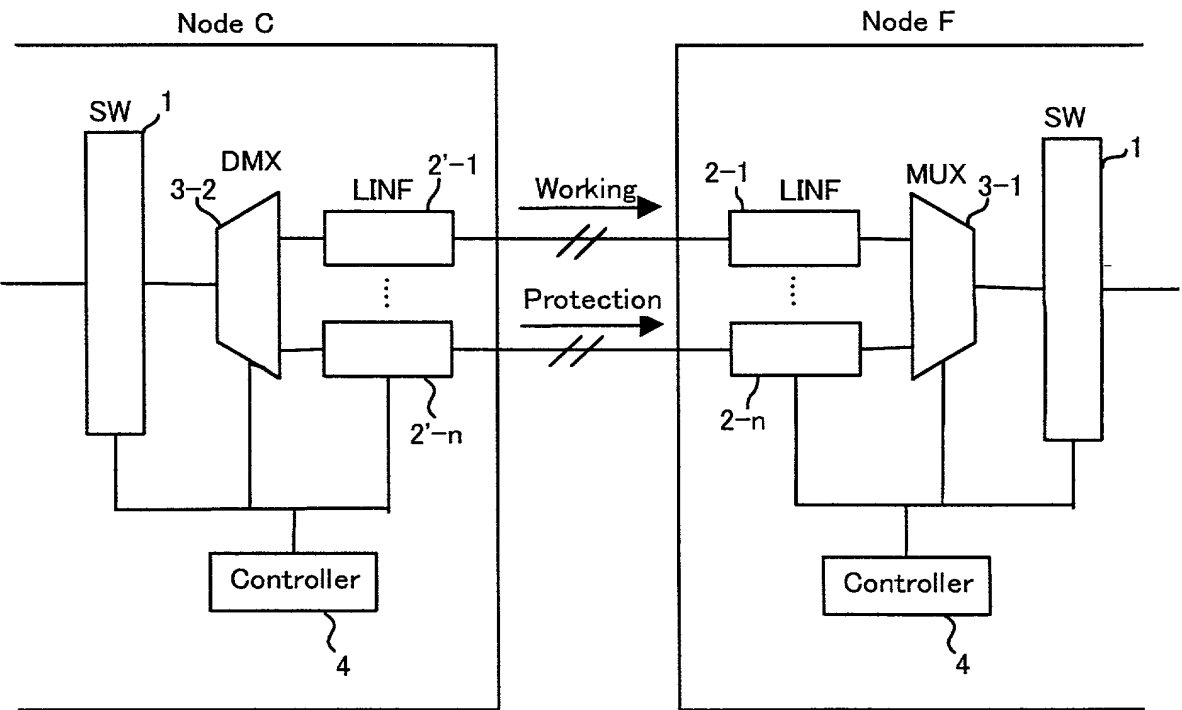 Node C
Node F
SW
1
DMX
3-2
LINF
2'-1
Working
2-1
LINF
MUX
3-1
SW
1
Protection
2'-n
2-n
Controller
4
Controller
4